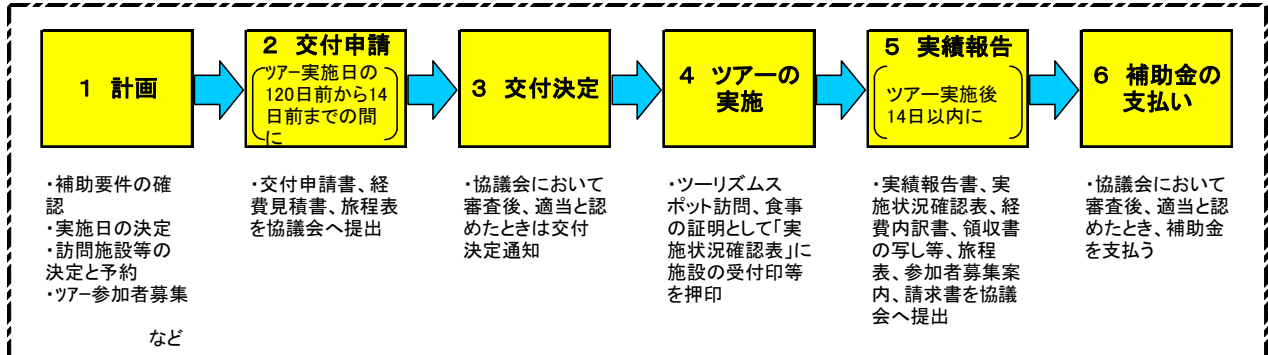 1 計画
2 交付申請
ツアー実施日の
120日前から14
日前までの間
に
3 交付決定
4 ツアーの
実施
5 実績報告
ツアー実施後
14日以内に
6 補助金の
支払い
・補助要件の確
認
・実施日の決定
・訪問施設等の
決定と予約
・ツアー参加者募集
など
・交付申請書、経
費見積書、旅程表
を協議会へ提出
・協議会において
審査後、適当と認
めたときは交付
決定通知
・ツーリズムス
ポット訪問、食事
の証明として「実
施状況確認表」に
施設の受付印等
を押印
・実績報告書、実
施状況確認表、経
費内訳書、領収書
の写し等、旅程
表、参加者募集案
内、請求書を協議
会へ提出
・協議会において
審査後、適当と認
めたとき、補助金
を支払う